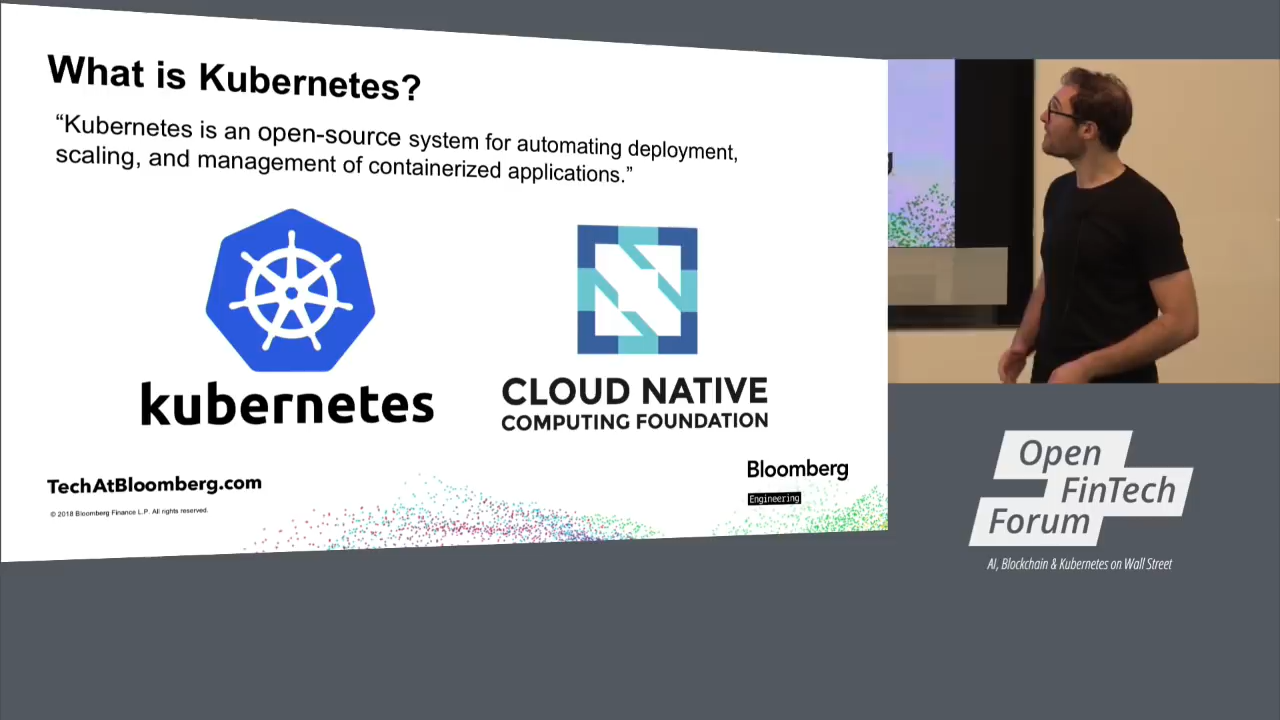 What is Kubernetes?
“Kubernetes is an open-source system for automating deployment,
scaling, and management of containerized applications.”
kubernetes
CLOUD NATIVE
COMPUTING FOUNDATION
TechAtBloomberg.com
© 2018 Bloomberg Finance L.P. All rights reserved.
Bloomberg
Engineering
Open
FinTech
Forum
AI, Blockchain & Kubernetes on Wall Street